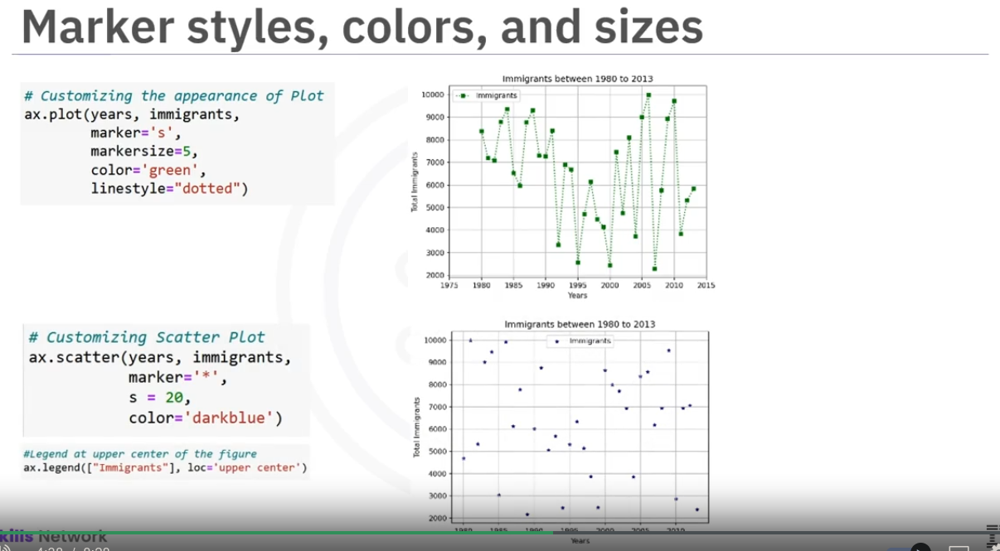 Marker styles, colors, and sizes
# Customizing the appearance of Plot
ax.plot(years, immigrants,
marker='s',
markersize=5,
color='green',
linestyle="dotted")
Immigrants between 1980 to 2013
Immigrants
10000
9000
8000
7000
6000
5000
4000
3000
2000
Total Immigrants
1975 1980 1985 1990 1995 2000 2005 2010 2015
Years
# Customizing Scatter Plot
ax.scatter(years, immigrants,
marker='*',
s = 20,
color='darkblue')
#Legend at upper center of the figure
ax.legend(["Immigrants"], loc='upper center')
Immigrants between 1980 to 2013
Immigrants
10000
9000
8000
7000
6000
5000
4000
3000
2000
Total Immigrants
1980 1985 1990 1995 2000 2005 2010
Years
kills Network